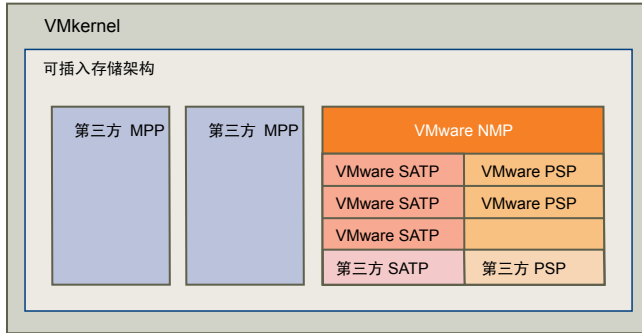 VMkernel
可插入存储架构
第三方 MPP
第三方 MPP
VMware NMP
VMware SATP
VMware PSP
VMware SATP
VMware PSP
VMware SATP
第三方 SATP
第三方 PSP